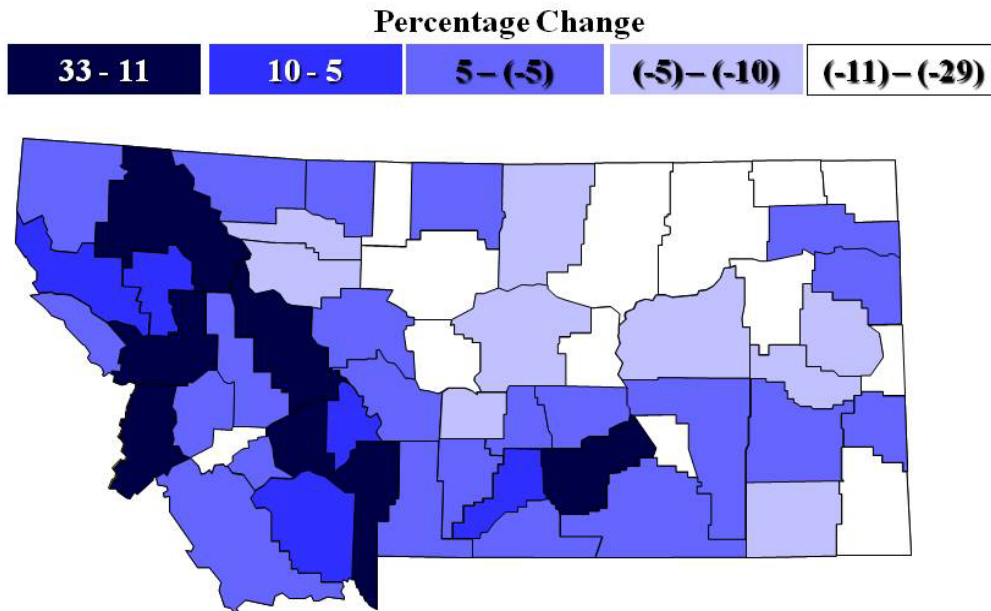 Percentage Change
33 - 11 10 - 5 5 – (-5) (-5) – (-10) (-11) – (-29)